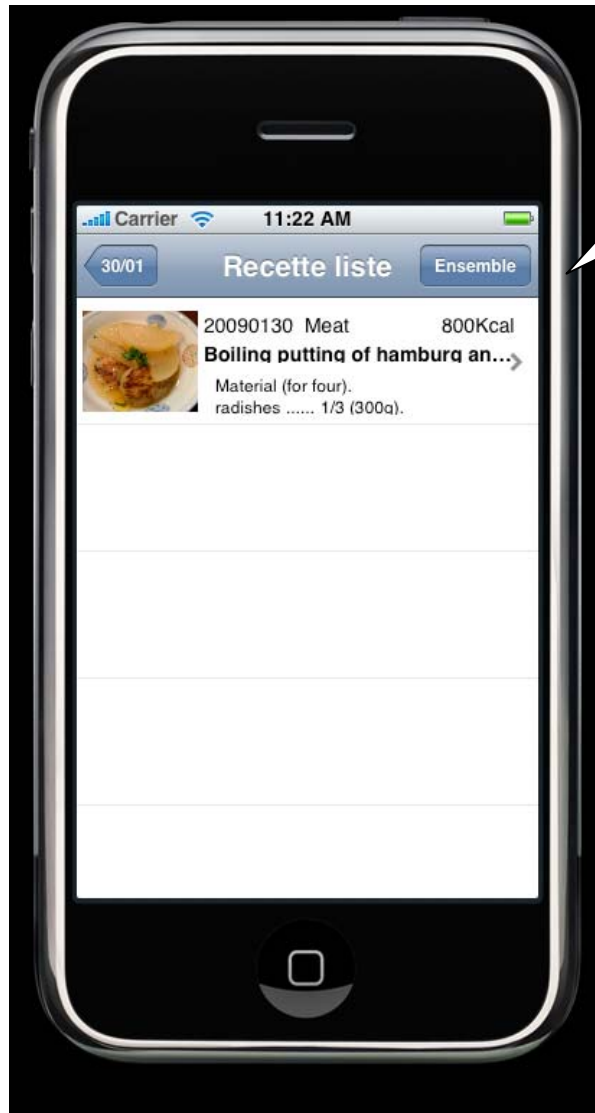 Carrier 11:22 AM
30/01 Recette liste Ensemble
20090130 Meat 800Kcal
Boiling putting of hamburg an...
Material (for four).
radishes ...... 1/3 (300g).